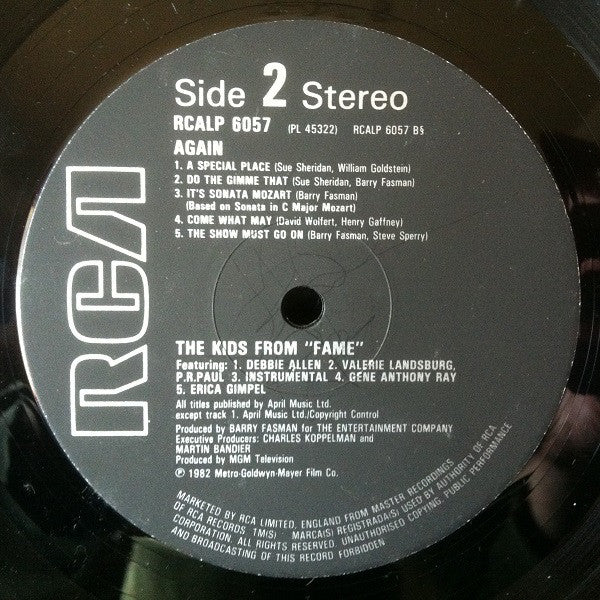 Side 2 Stereo
RCALP 6057 (PL 45322) RCALP 6057 B§
AGAIN
1. A SPECIAL PLACE (Sue Sheridan, William Goldstein)
2. DO THE GIMME THAT (Sue Sheridan, Barry Fasman)
3. IT'S SONATA MOZART (Barry Fasman)
(Based on Sonata in C Major Mozart)
4. COME WHAT MAY (David Wolfert, Henry Gaffney)
5. THE SHOW MUST GO ON (Barry Fasman, Steve Sperry)
RCA
THE KIDS FROM "FAME"
Featuring: 1. DEBBIE ALLEN 2. VALERIE LANDSBURG,
P.R.PAUL 3. INSTRUMENTAL 4. GENE ANTHONY RAY
5. ERICA GIMPEL
All titles published by April Music Ltd.
except track 1. April Music Ltd./Copyright Control
Produced by BARRY FASMAN for THE ENTERTAINMENT COMPANY
Executive Producers: CHARLES KOPPELMAN and
MARTIN BANDIER
Produced by MGM Television
℗ 1982 Metro-Goldwyn-Mayer Film Co.
MARKETED BY RCA LIMITED, ENGLAND FROM MASTER RECORDINGS
OF RCA RECORDS. TM(S) ® MARCA(S) REGISTRADA(S) USED BY AUTHORITY OF RCA
CORPORATION. ALL RIGHTS RESERVED. UNAUTHORISED COPYING, PUBLIC PERFORMANCE
AND BROADCASTING OF THIS RECORD FORBIDDEN